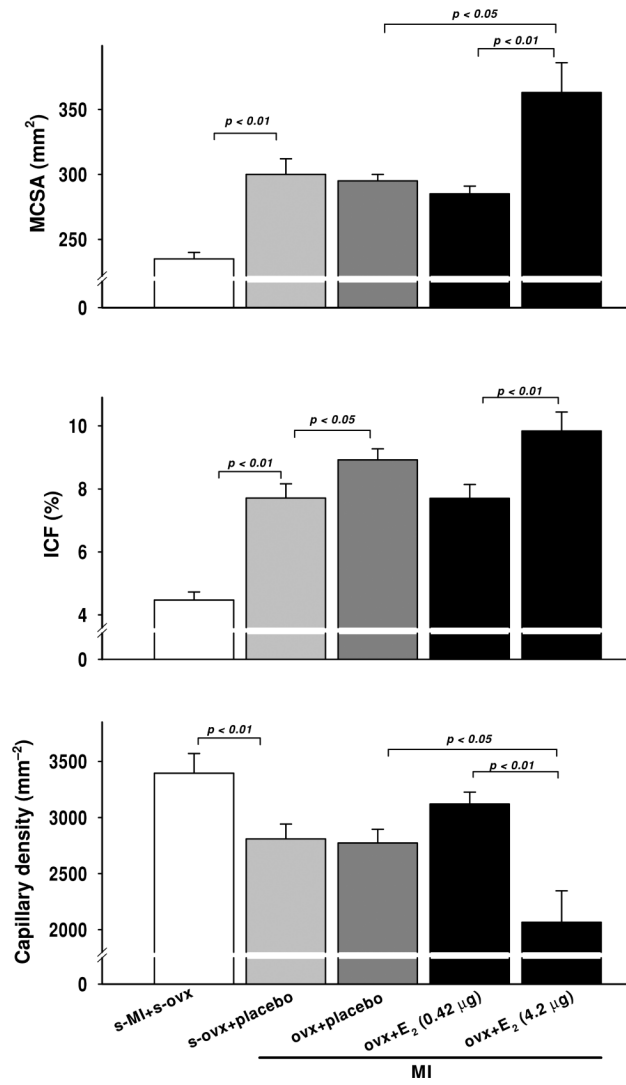 p < 0.05
p < 0.01
p < 0.01
MCSA (mm²)
350
300
250
0
p < 0.01
p < 0.05
p < 0.01
ICF (%)
10
8
6
4
0
p < 0.01
p < 0.05
p < 0.01
Capillary density (mm⁻²)
3500
3000
2500
2000
0
s-MI+s-ovx
s-ovx+placebo
ovx+placebo
ovx+E₂ (0.42 µg)
ovx+E₂ (4.2 µg)
MI